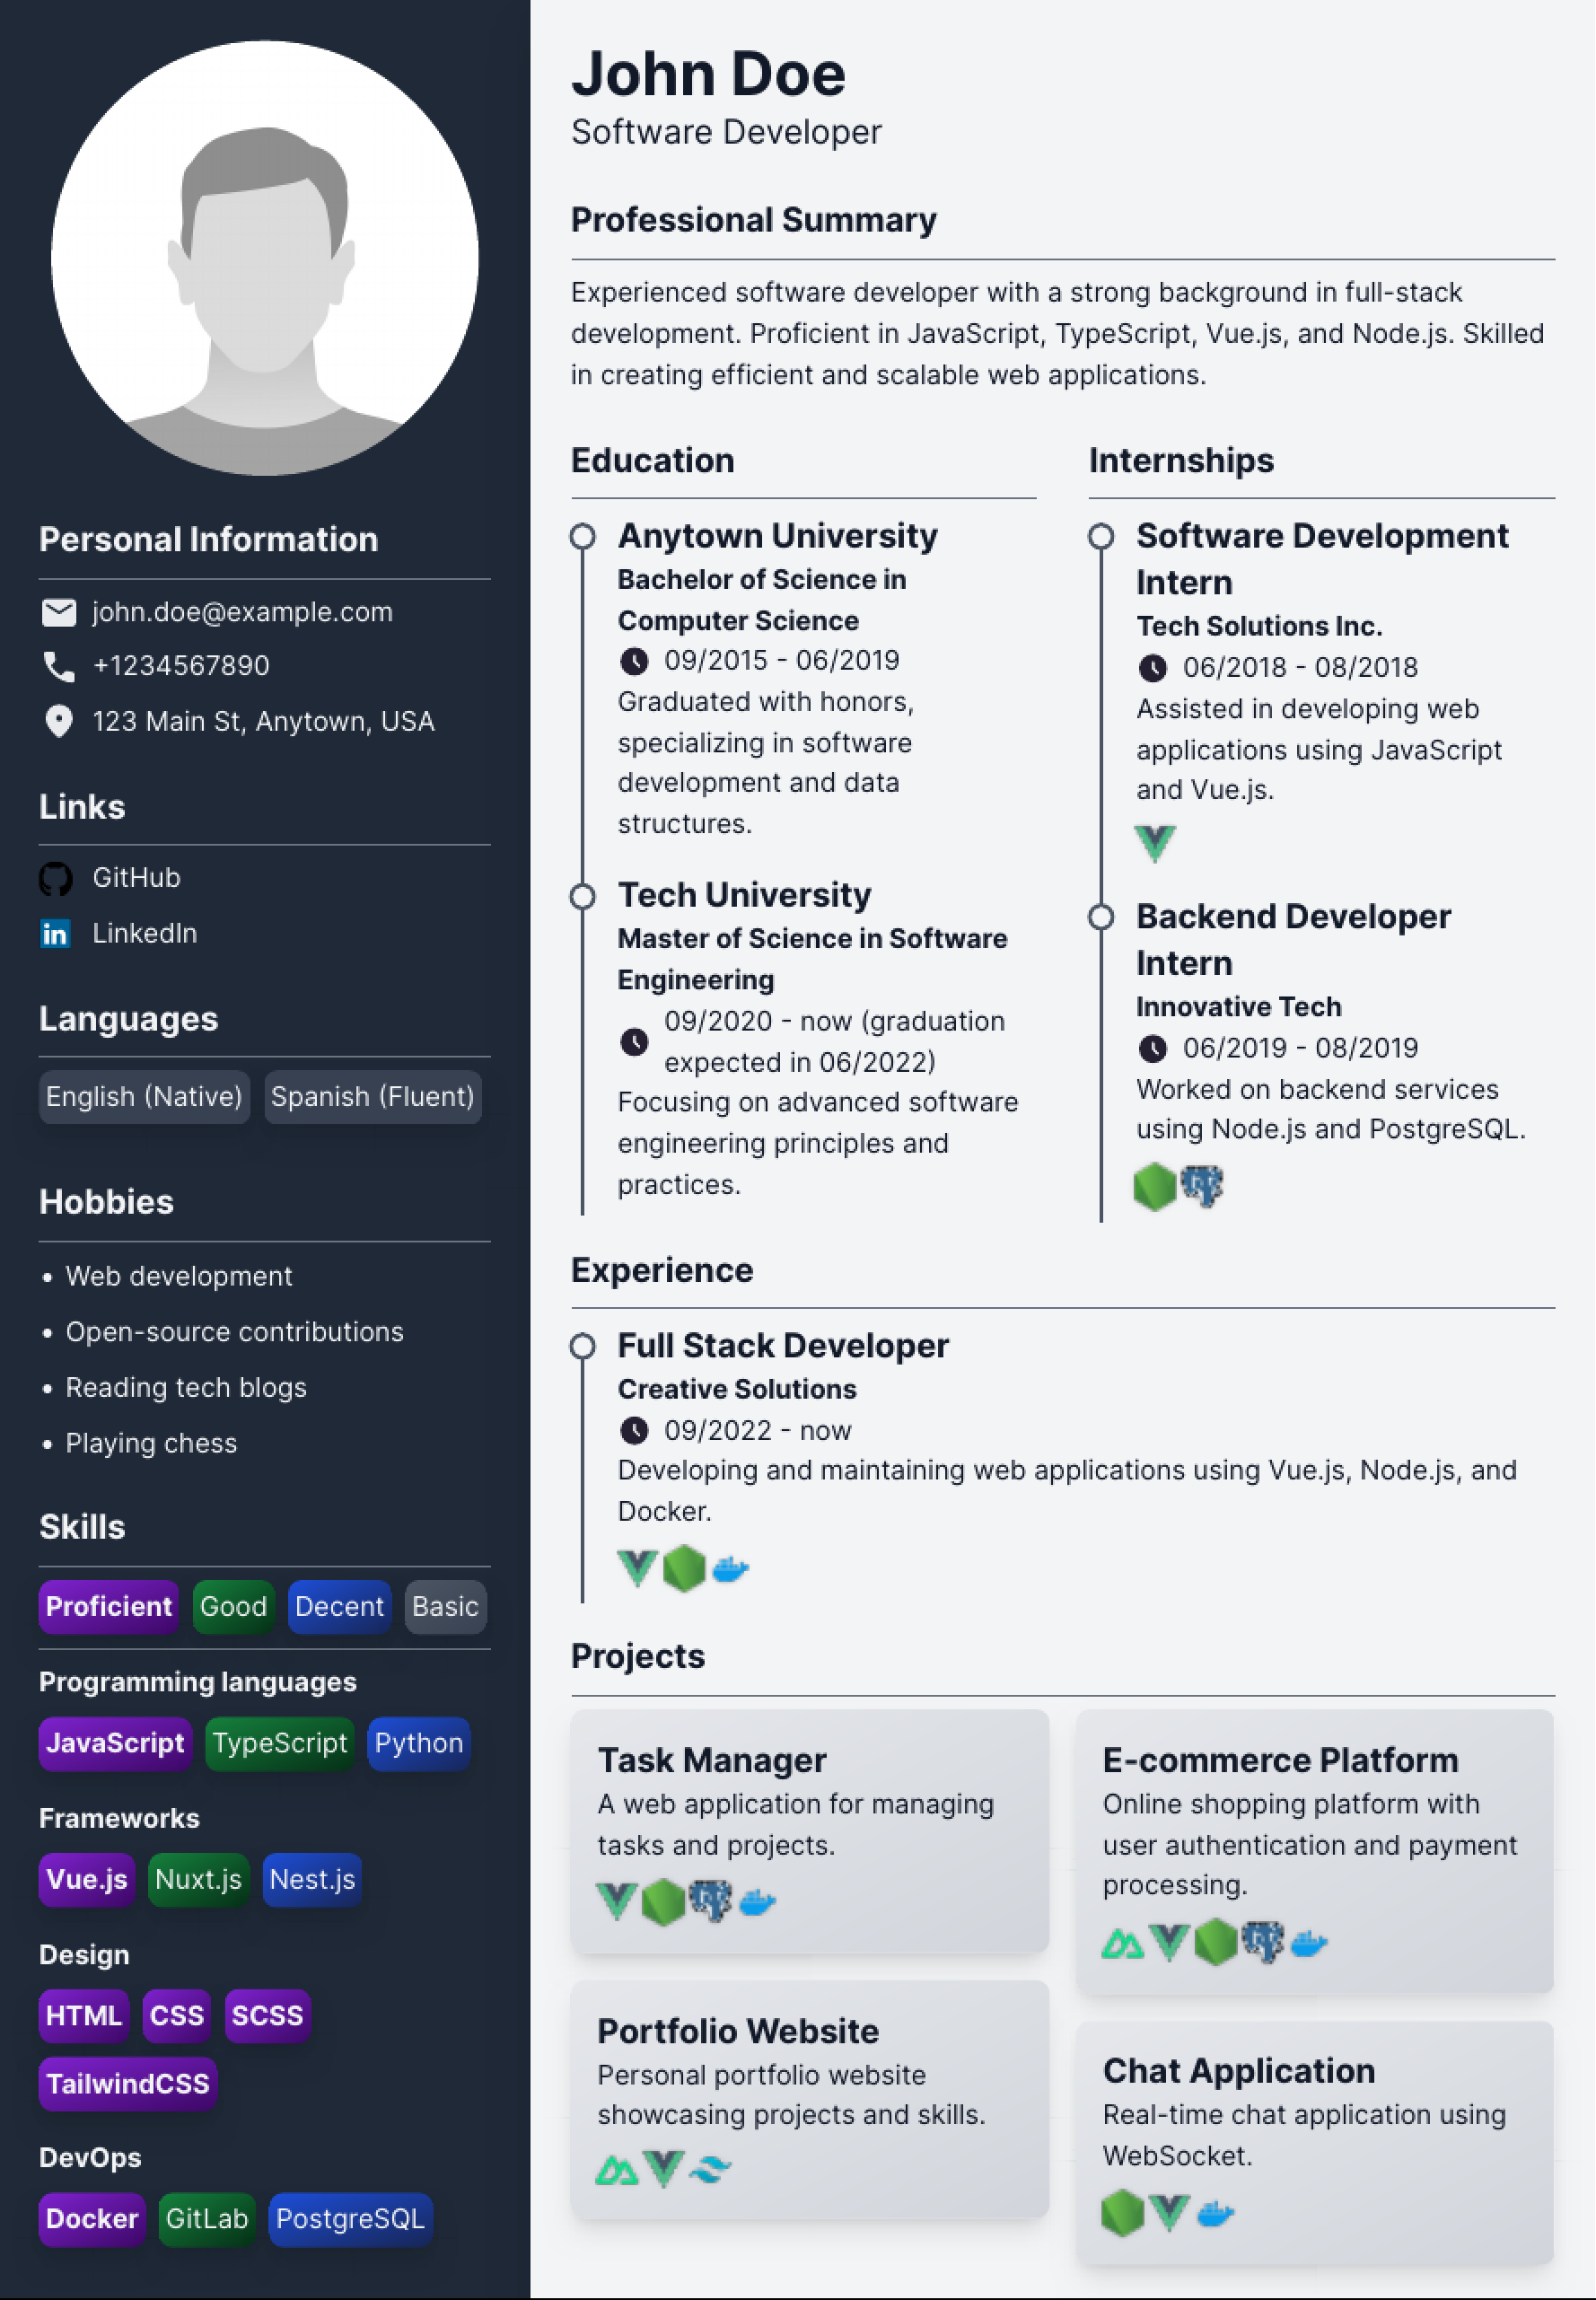 Personal Information
john.doe@example.com
+1234567890
123 Main St, Anytown, USA
Links
GitHub
in LinkedIn
Languages
English (Native) Spanish (Fluent)
Hobbies
• Web development
• Open-source contributions
• Reading tech blogs
• Playing chess
Skills
Proficient Good Decent Basic
Programming languages
JavaScript TypeScript Python
Frameworks
Vue.js Nuxt.js Nest.js
Design
HTML CSS SCSS
TailwindCSS
DevOps
Docker GitLab PostgreSQL
John Doe
Software Developer
Professional Summary
Experienced software developer with a strong background in full-stack
development. Proficient in JavaScript, TypeScript, Vue.js, and Node.js. Skilled
in creating efficient and scalable web applications.
Education
Anytown University
Bachelor of Science in
Computer Science
09/2015 - 06/2019
Graduated with honors,
specializing in software
development and data
structures.
Tech University
Master of Science in Software
Engineering
09/2020 - now (graduation
expected in 06/2022)
Focusing on advanced software
engineering principles and
practices.
Internships
Software Development
Intern
Tech Solutions Inc.
06/2018 - 08/2018
Assisted in developing web
applications using JavaScript
and Vue.js.
Backend Developer
Intern
Innovative Tech
06/2019 - 08/2019
Worked on backend services
using Node.js and PostgreSQL.
Experience
Full Stack Developer
Creative Solutions
09/2022 - now
Developing and maintaining web applications using Vue.js, Node.js, and
Docker.
Projects
Task Manager
A web application for managing
tasks and projects.
E-commerce Platform
Online shopping platform with
user authentication and payment
processing.
Portfolio Website
Personal portfolio website
showcasing projects and skills.
Chat Application
Real-time chat application using
WebSocket.